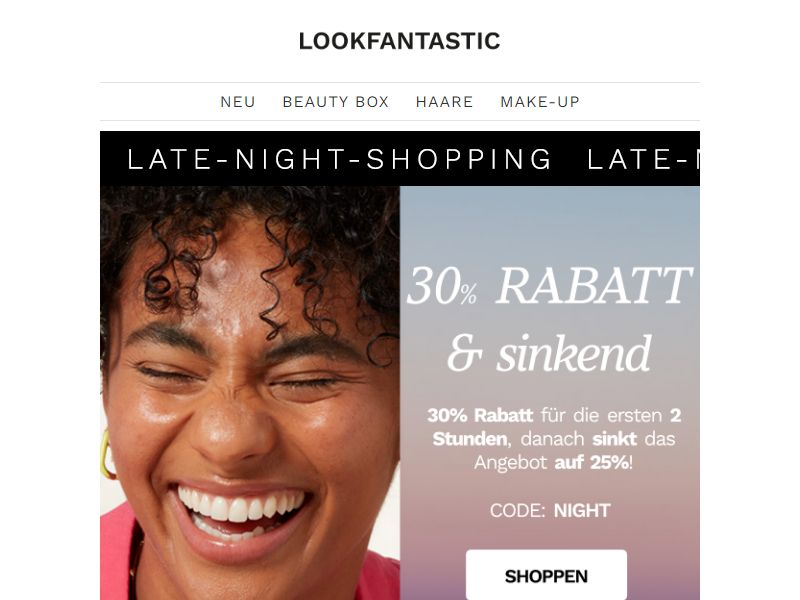 LOOKFANTASTIC
NEU BEAUTY BOX HAARE MAKE-UP
LATE-NIGHT-SHOPPING LATE-
30% RABATT
& sinkend
30% Rabatt für die ersten 2
Stunden, danach sinkt das
Angebot auf 25%!
CODE: NIGHT
SHOPPEN